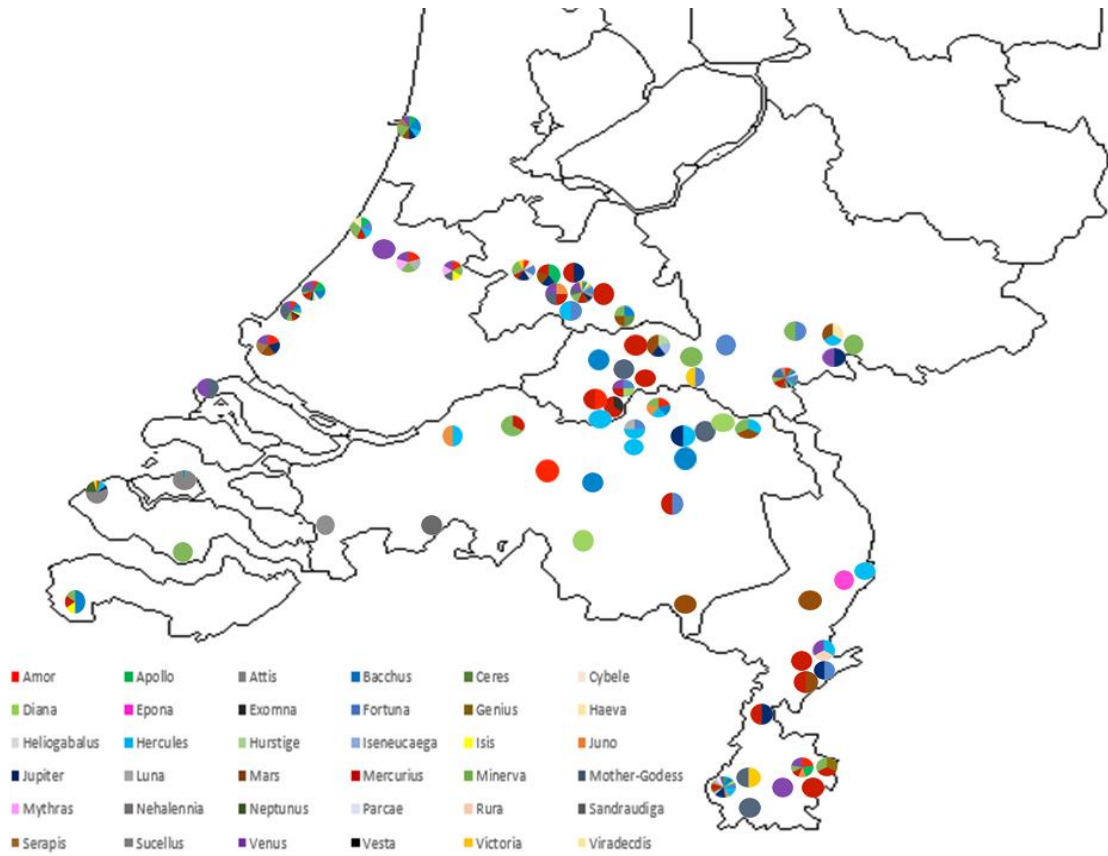 Amor Apollo Attis Bacchus Ceres Cybele
Diana Epona Exomna Fortuna Genius Haeva
Heliogabalus Hercules Hurstige Iseneucaega Isis Juno
Jupiter Luna Mars Mercurius Minerva Mother-Godess
Mythras Nehalennia Neptunus Parcae Rura Sandraudiga
Serapis Sucellus Venus Vesta Victoria Viradecdis